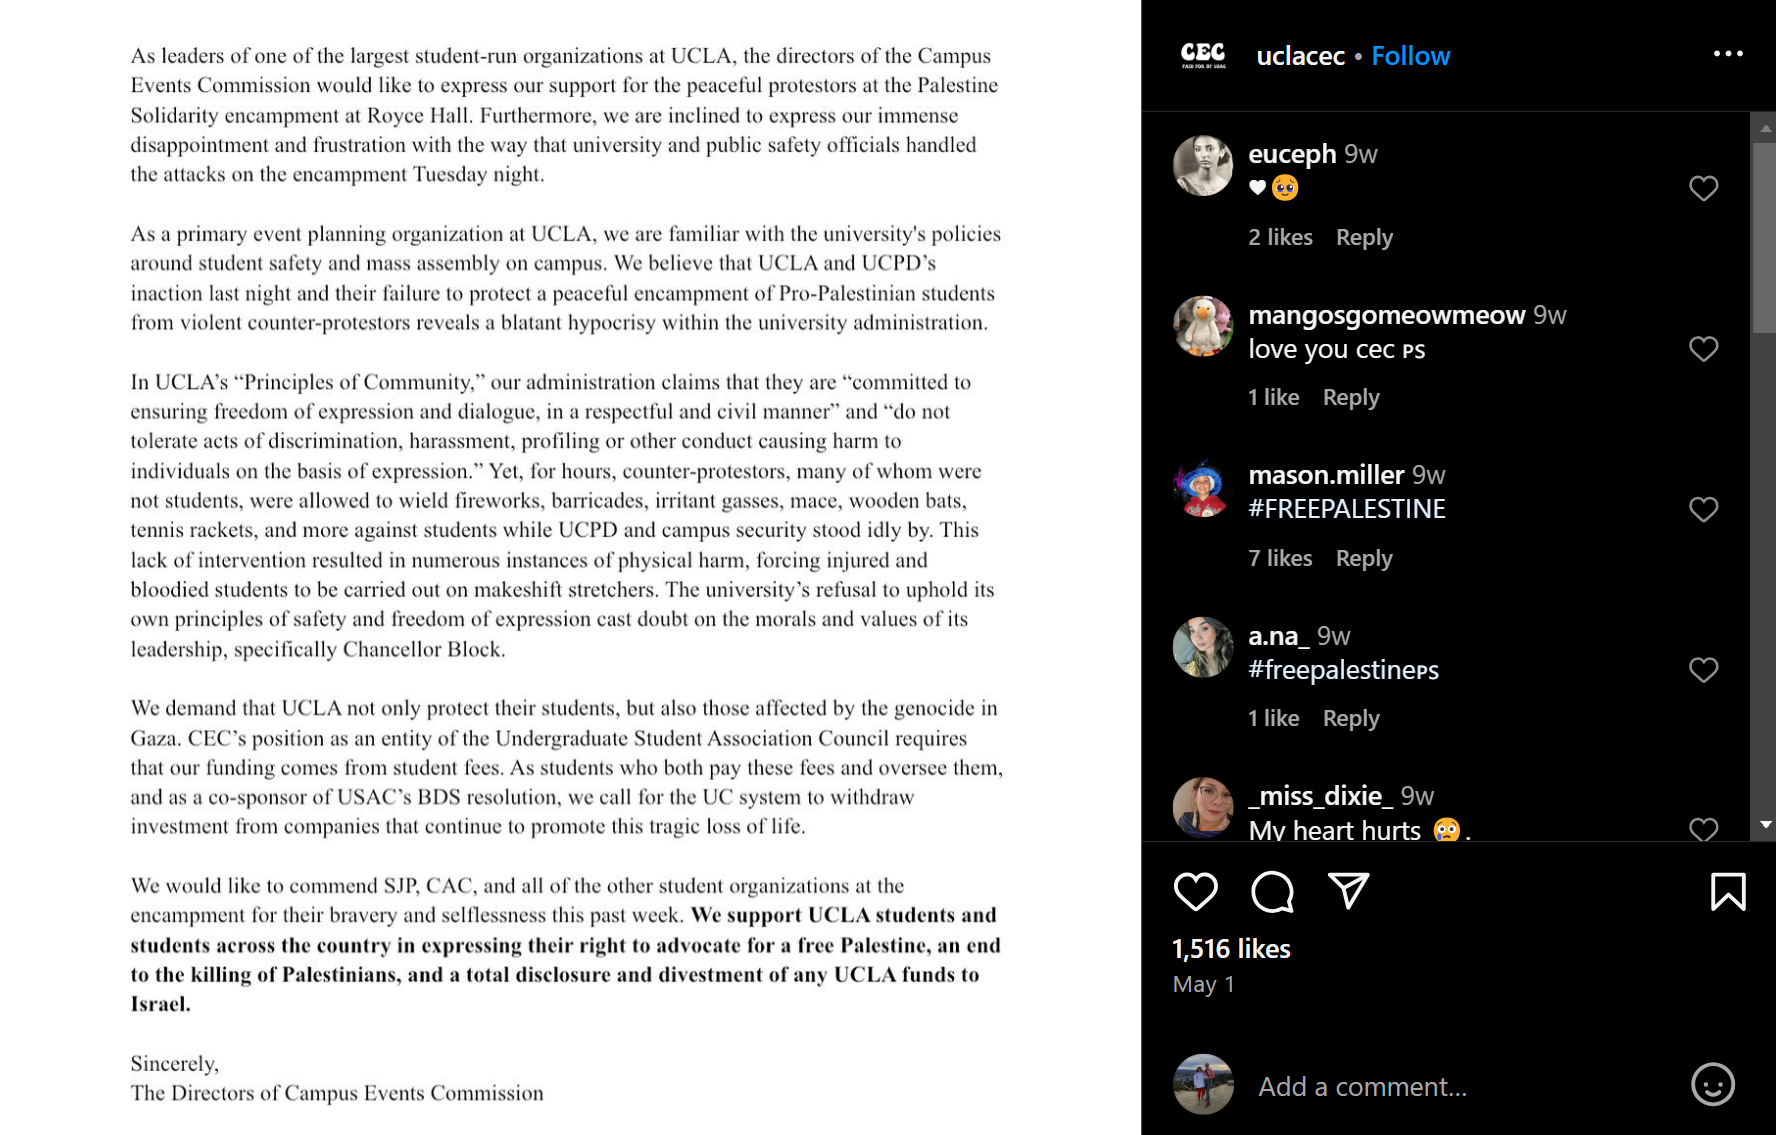 As leaders of one of the largest student-run organizations at UCLA, the directors of the Campus
Events Commission would like to express our support for the peaceful protestors at the Palestine
Solidarity encampment at Royce Hall. Furthermore, we are inclined to express our immense
disappointment and frustration with the way that university and public safety officials handled
the attacks on the encampment Tuesday night.
As a primary event planning organization at UCLA, we are familiar with the university's policies
around student safety and mass assembly on campus. We believe that UCLA and UCPD’s
inaction last night and their failure to protect a peaceful encampment of Pro-Palestinian students
from violent counter-protestors reveals a blatant hypocrisy within the university administration.
In UCLA’s “Principles of Community,” our administration claims that they are “committed to
ensuring freedom of expression and dialogue, in a respectful and civil manner” and “do not
tolerate acts of discrimination, harassment, profiling or other conduct causing harm to
individuals on the basis of expression.” Yet, for hours, counter-protestors, many of whom were
not students, were allowed to wield fireworks, barricades, irritant gasses, mace, wooden bats,
tennis rackets, and more against students while UCPD and campus security stood idly by. This
lack of intervention resulted in numerous instances of physical harm, forcing injured and
bloodied students to be carried out on makeshift stretchers. The university’s refusal to uphold its
own principles of safety and freedom of expression cast doubt on the morals and values of its
leadership, specifically Chancellor Block.
We demand that UCLA not only protect their students, but also those affected by the genocide in
Gaza. CEC’s position as an entity of the Undergraduate Student Association Council requires
that our funding comes from student fees. As students who both pay these fees and oversee them,
and as a co-sponsor of USAC’s BDS resolution, we call for the UC system to withdraw
investment from companies that continue to promote this tragic loss of life.
We would like to commend SJP, CAC, and all of the other student organizations at the
encampment for their bravery and selflessness this past week. We support UCLA students and
students across the country in expressing their right to advocate for a free Palestine, an end
to the killing of Palestinians, and a total disclosure and divestment of any UCLA funds to
Israel.
Sincerely,
The Directors of Campus Events Commission
CEC
PAID FOR BY USAC
uclacec • Follow
euceph 9w
🤍🥹
2 likes Reply
mangosgomeowmeow 9w
love you cec 🇵🇸
1 like Reply
mason.miller 9w
#FREEPALESTINE
7 likes Reply
a.na_ 9w
#freepalestine🇵🇸
1 like Reply
_miss_dixie_ 9w
My heart hurts 😢.
1,516 likes
May 1
Add a comment...